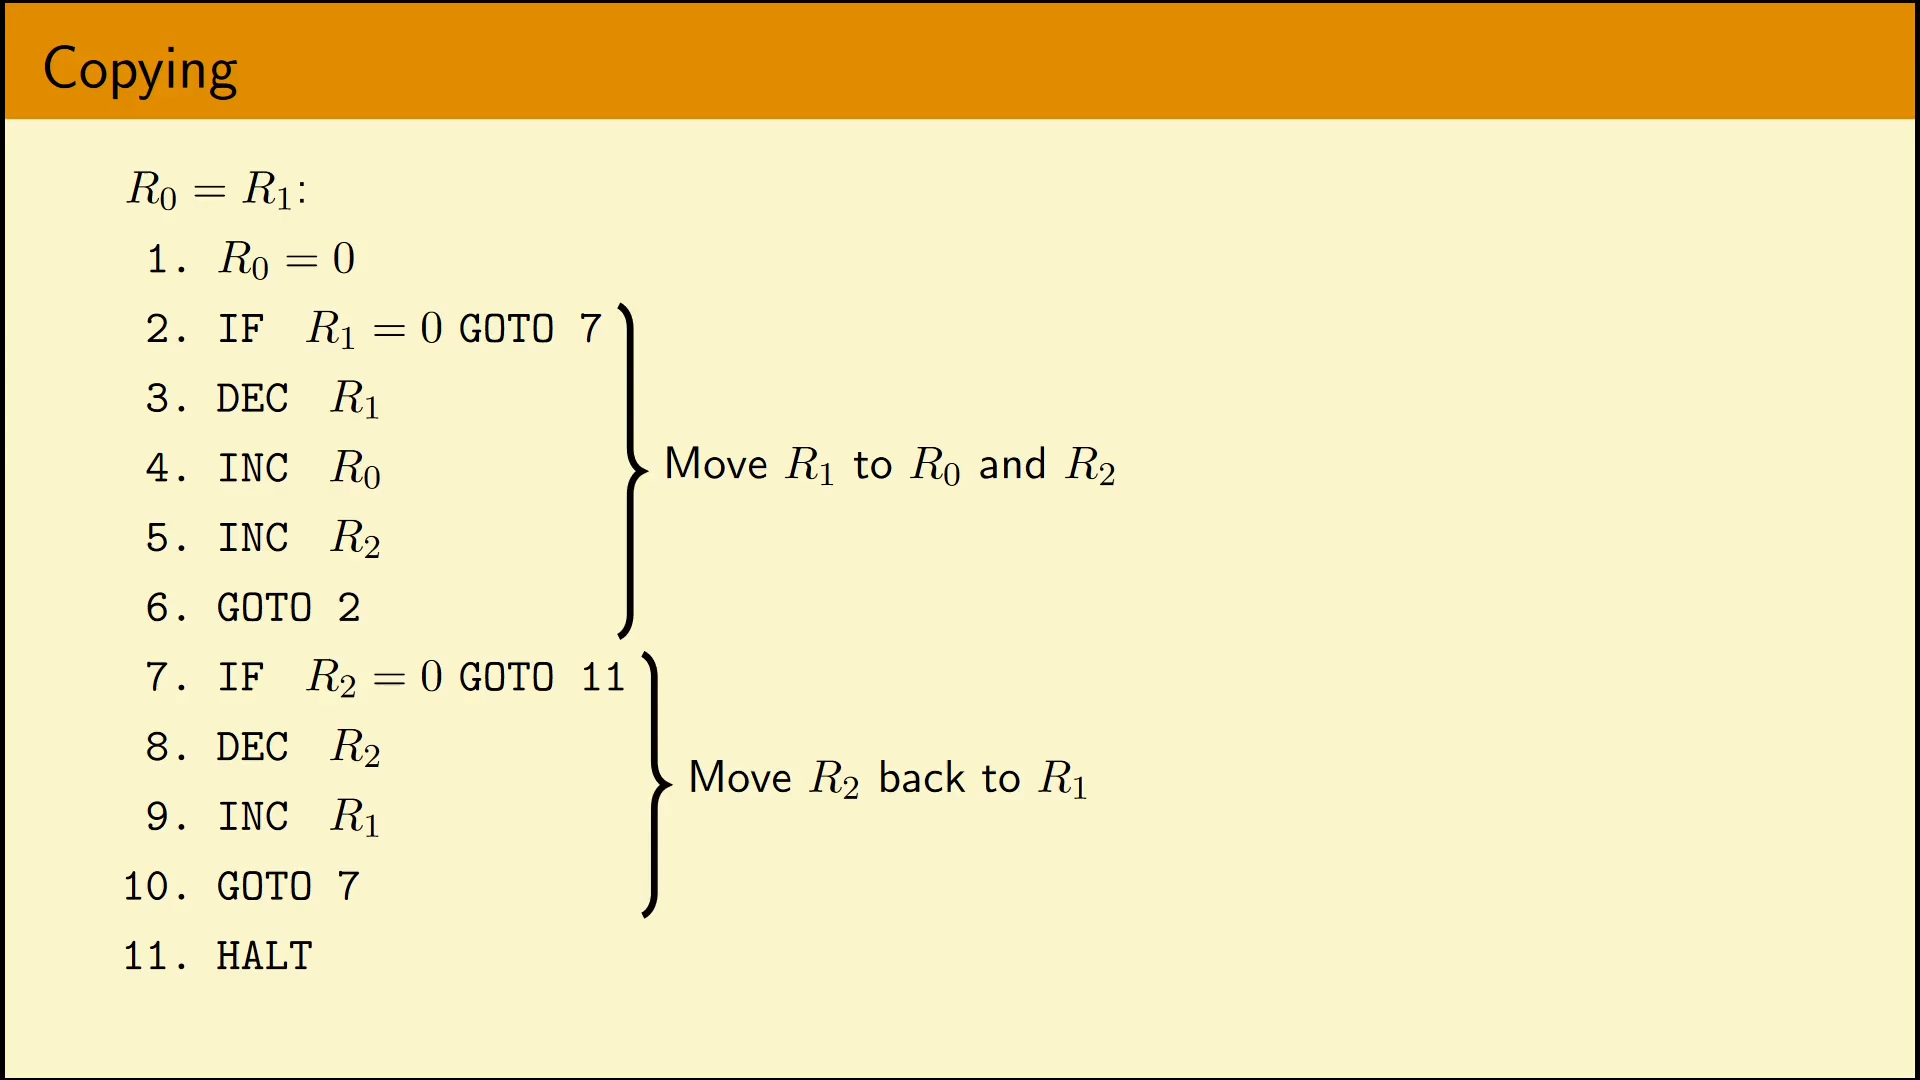 Copying
R₀ = R₁:
1. R₀ = 0
2. IF R₁ = 0 GOTO 7
3. DEC R₁
4. INC R₀
5. INC R₂
6. GOTO 2
Move R₁ to R₀ and R₂
7. IF R₂ = 0 GOTO 11
8. DEC R₂
9. INC R₁
10. GOTO 7
Move R₂ back to R₁
11. HALT